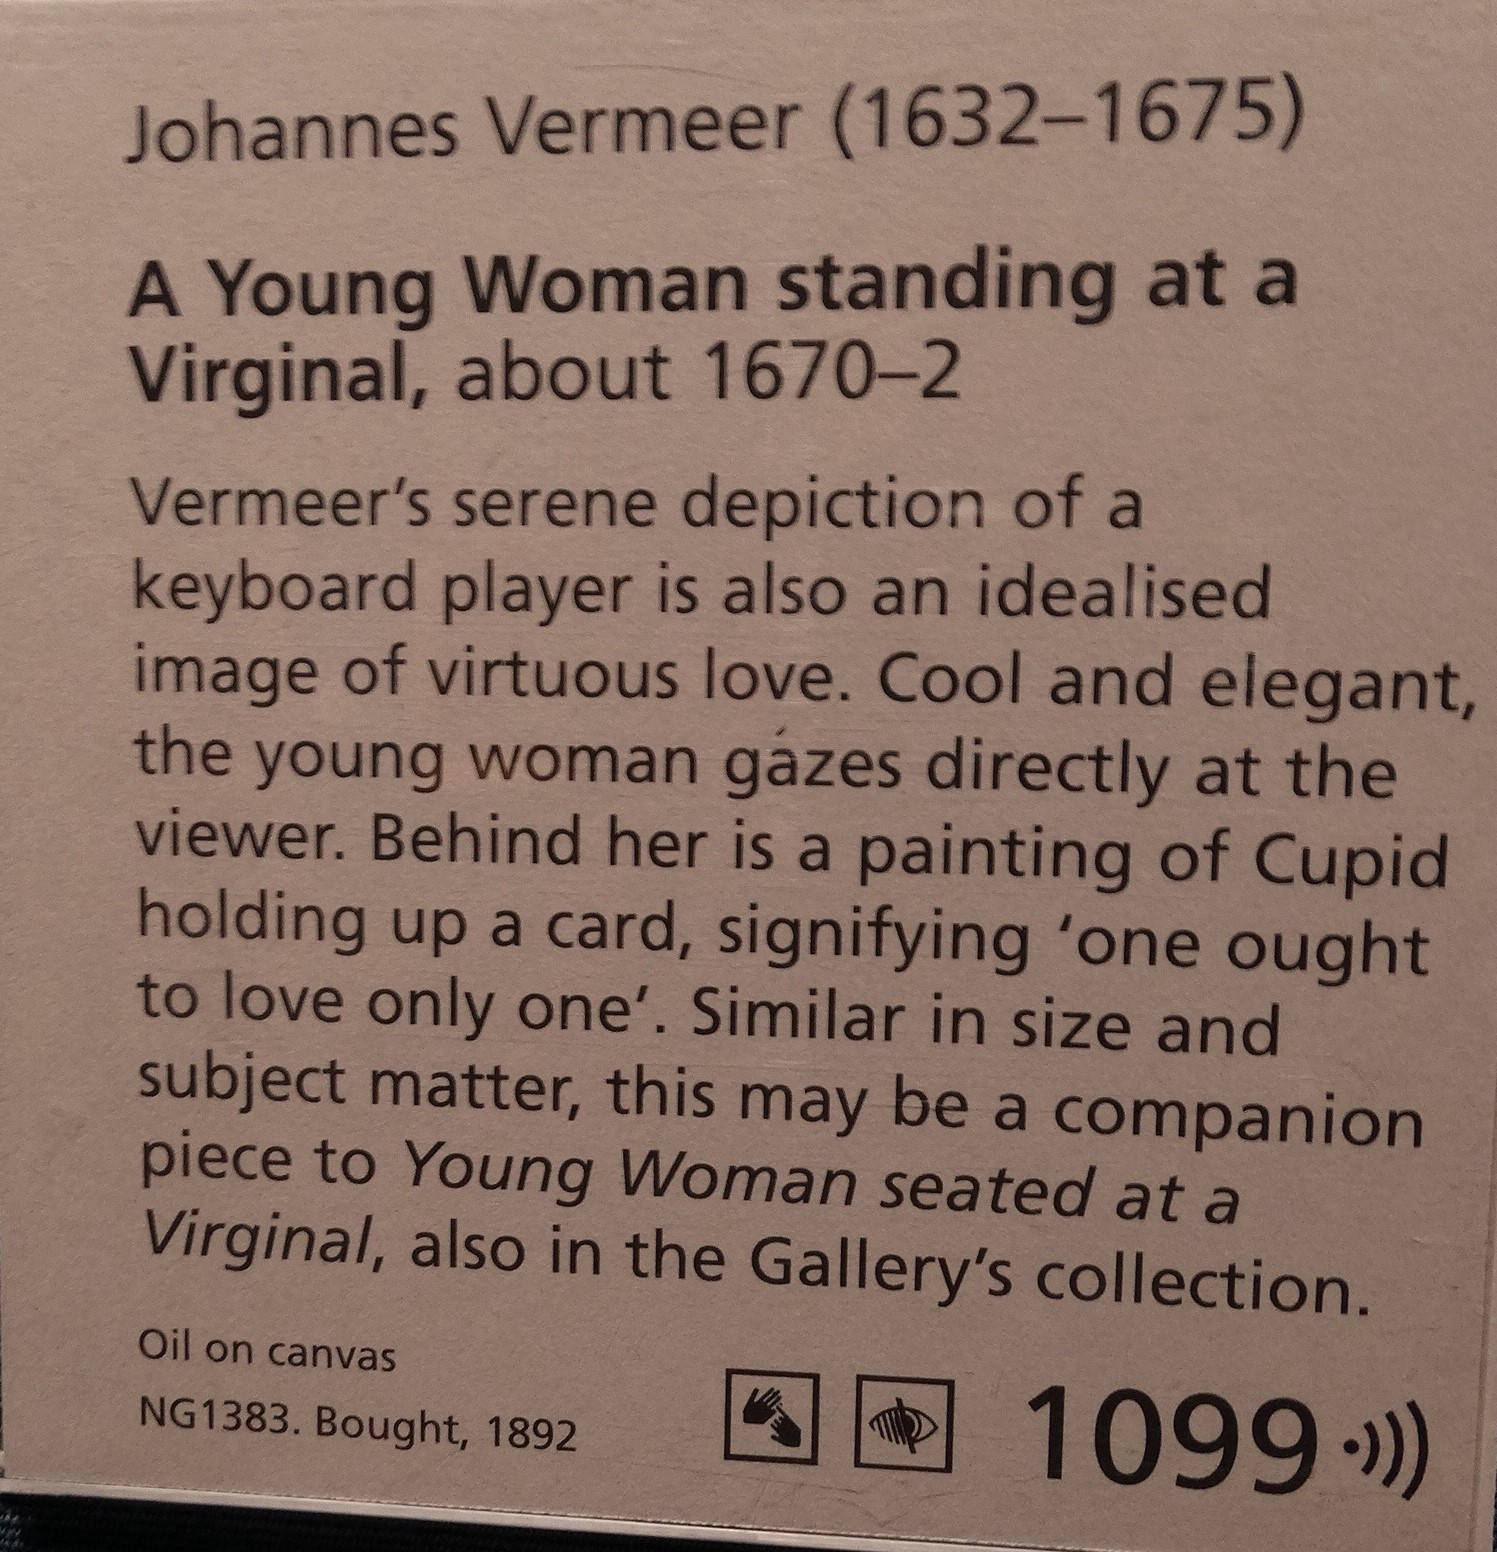 Johannes Vermeer (1632–1675)
A Young Woman standing at a
Virginal, about 1670–2
Vermeer’s serene depiction of a
keyboard player is also an idealised
image of virtuous love. Cool and elegant,
the young woman gazes directly at the
viewer. Behind her is a painting of Cupid
holding up a card, signifying ‘one ought
to love only one’. Similar in size and
subject matter, this may be a companion
piece to Young Woman seated at a
Virginal, also in the Gallery’s collection.
Oil on canvas
NG1383. Bought, 1892
1099